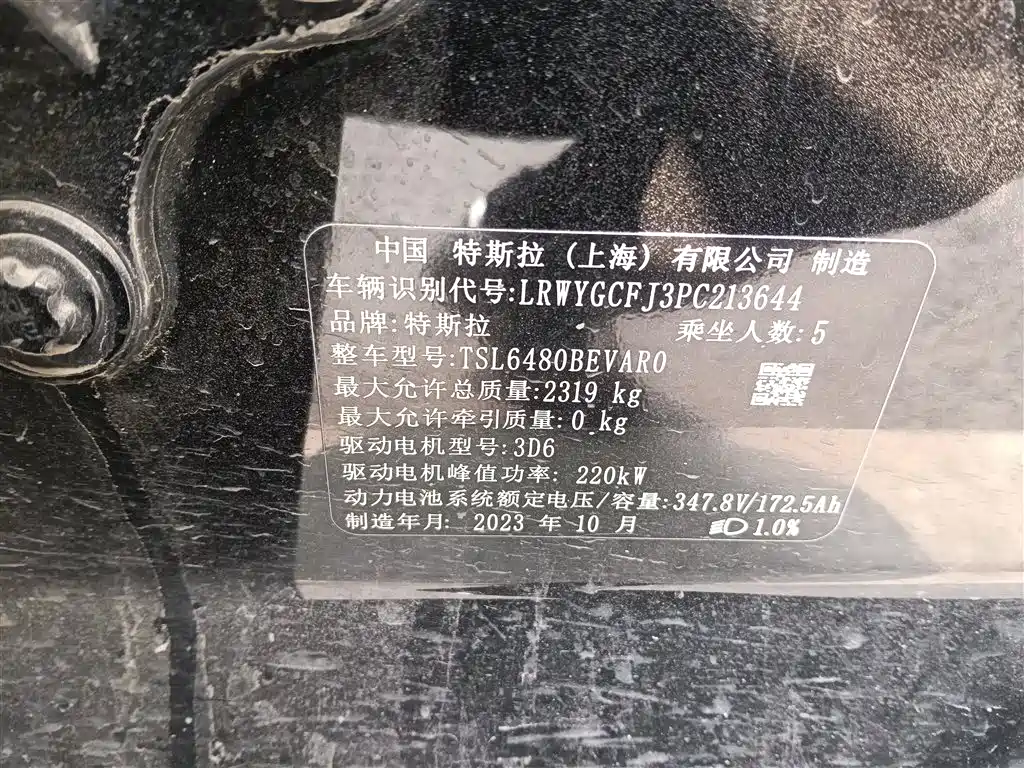 中国 特斯拉 (上海) 有限公司 制造
车辆识别代号:LRWYGCFJ3PC213644
品牌:特斯拉 乘坐人数:5
整车型号:TSL6480BEVAR0
最大允许总质量:2319 kg
最大允许牵引质量: 0 kg
驱动电机型号:3D6
驱动电机峰值功率: 220kW
动力电池系统额定电压/容量:347.8V/172.5Ah
制造年月: 2023 年 10 月 1.0%